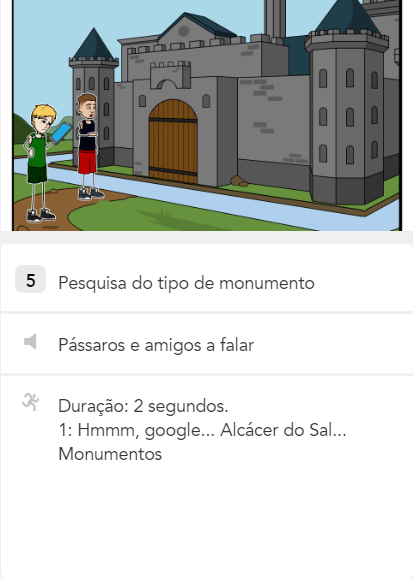 5 Pesquisa do tipo de monumento
Pássaros e amigos a falar
Duração: 2 segundos.
1: Hmmm, google... Alcácer do Sal...
Monumentos